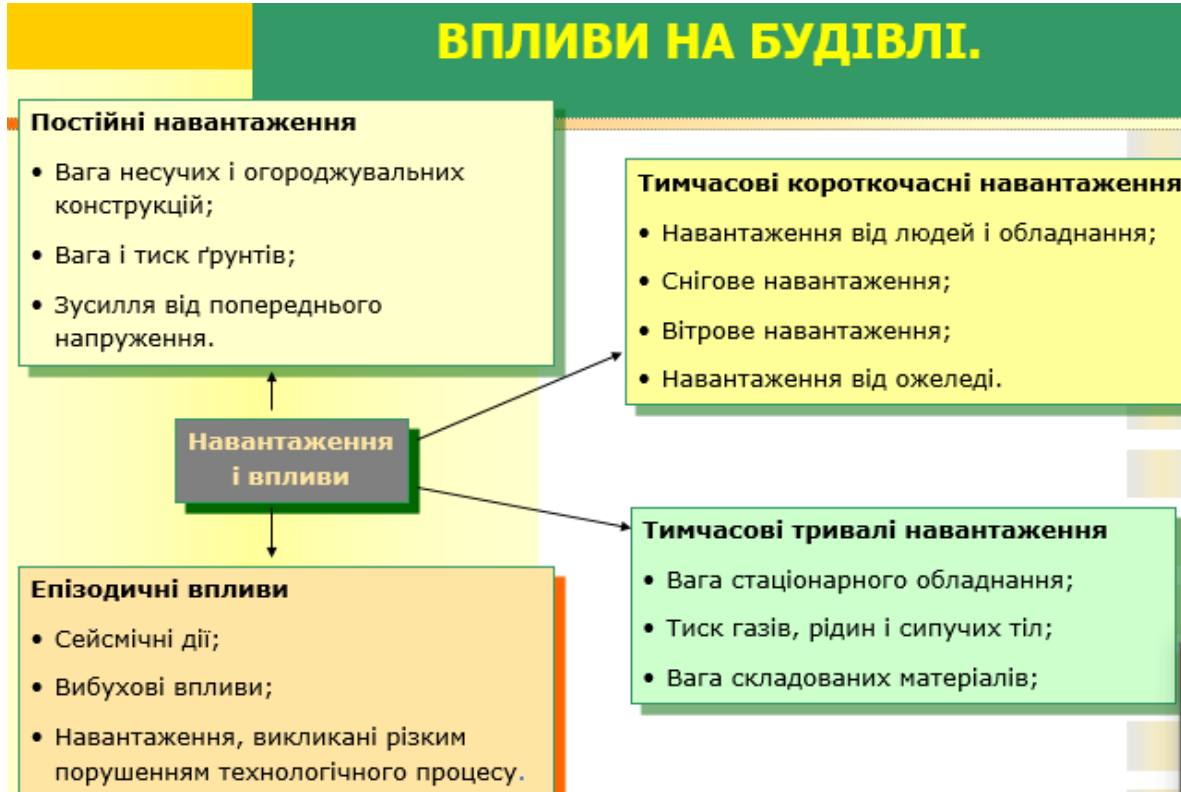 ВПЛИВИ НА БУДІВЛІ.
Постійні навантаження
• Вага несучих і огороджувальних
конструкцій;
• Вага і тиск ґрунтів;
• Зусилля від попереднього
напруження.
Тимчасові короткочасні навантаження
• Навантаження від людей і обладнання;
• Снігове навантаження;
• Вітрове навантаження;
• Навантаження від ожеледі.
Навантаження
і впливи
Тимчасові тривалі навантаження
• Вага стаціонарного обладнання;
• Тиск газів, рідин і сипучих тіл;
• Вага складованих матеріалів;
Епізодичні впливи
• Сейсмічні дії;
• Вибухові впливи;
• Навантаження, викликані різким
порушенням технологічного процесу.